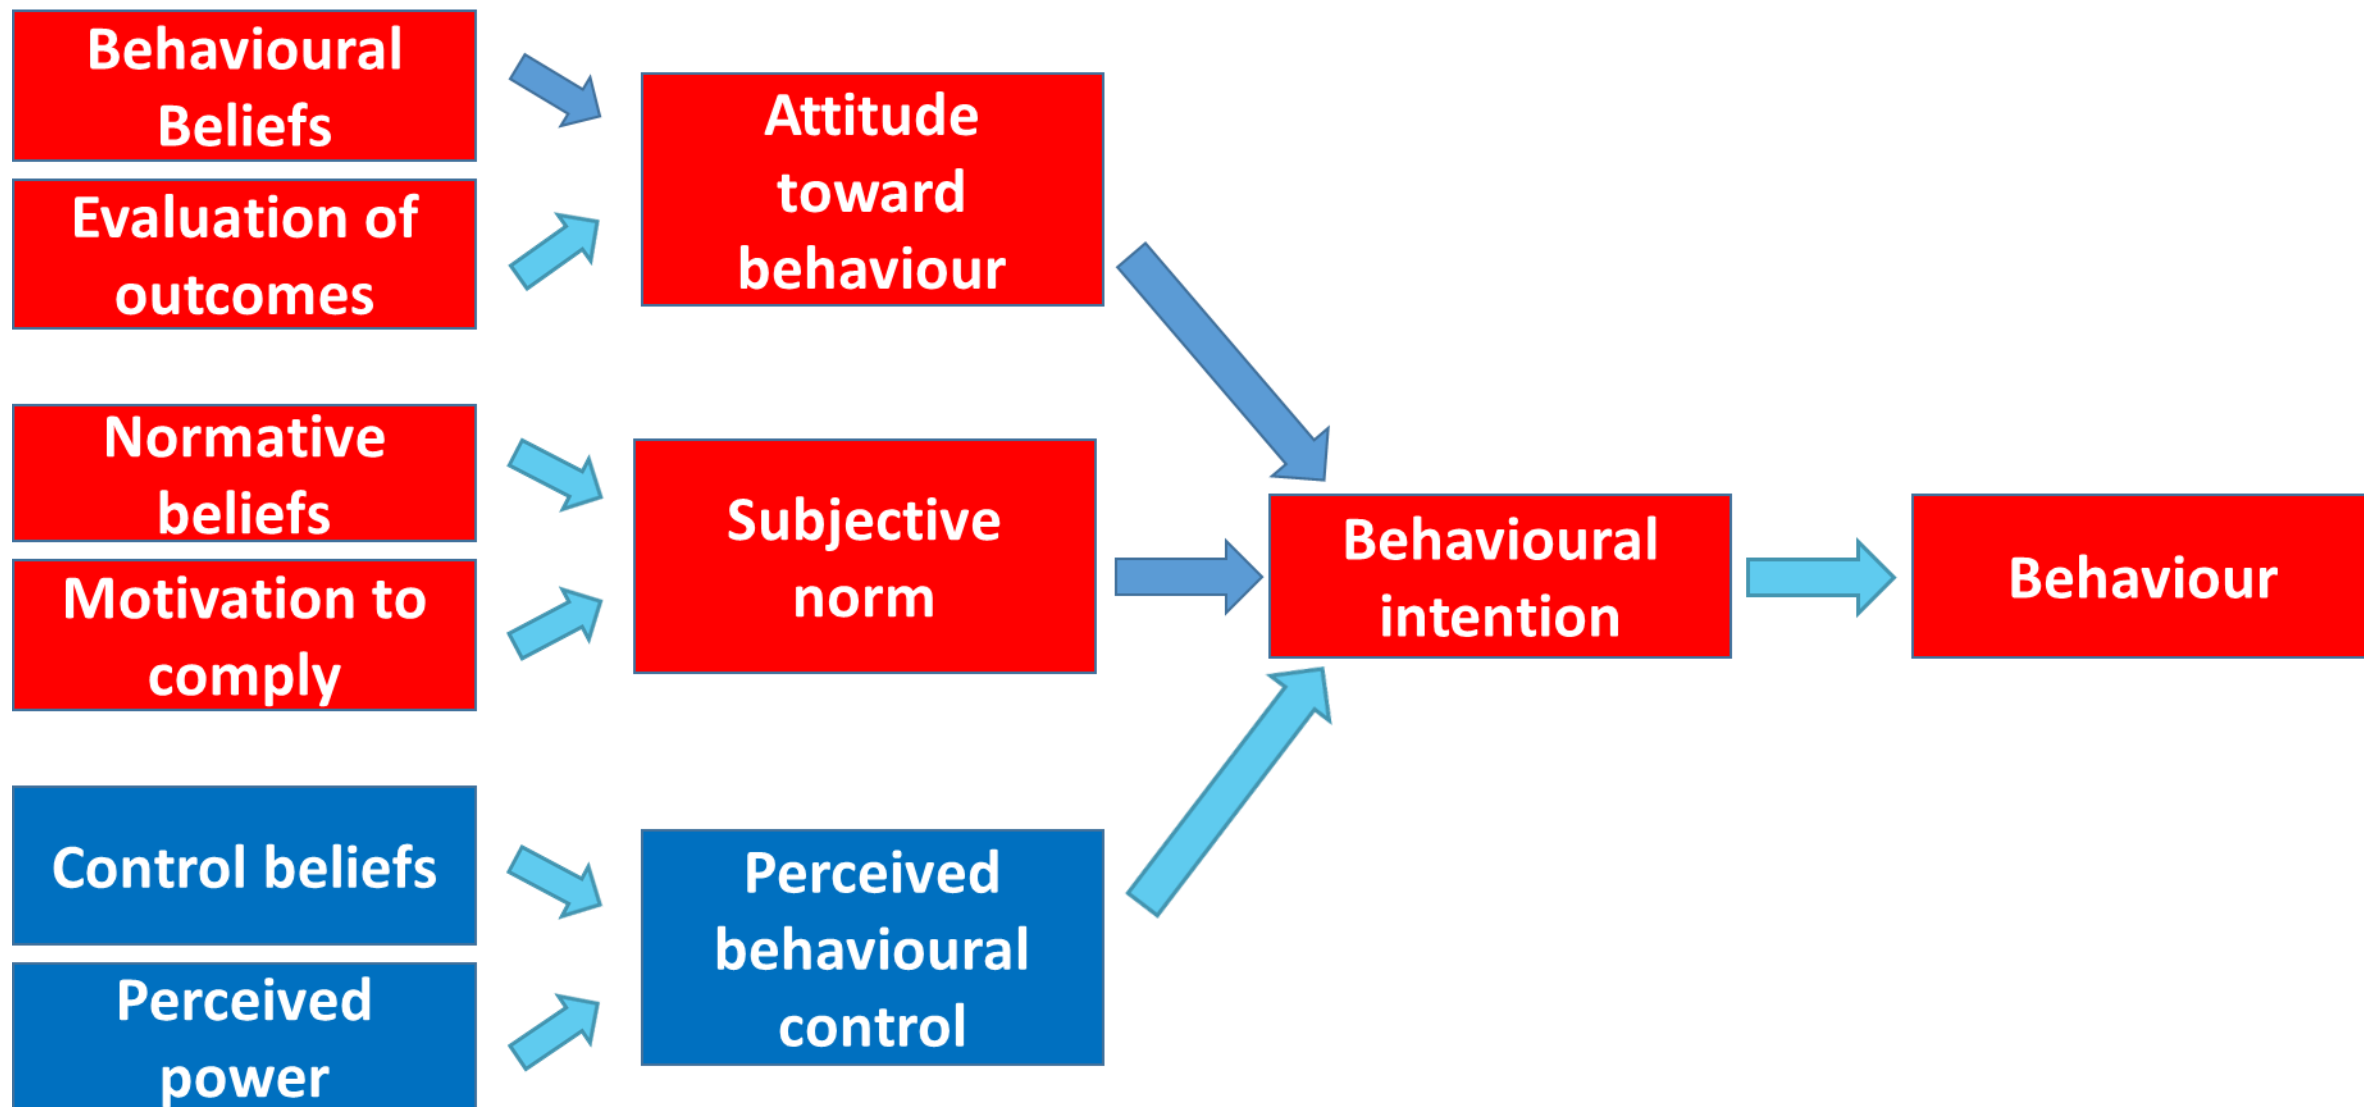 Behavioural
Beliefs
Evaluation of
outcomes
Attitude
toward
behaviour
Normative
beliefs
Motivation to
comply
Subjective
norm
Behavioural
intention
Behaviour
Control beliefs
Perceived
power
Perceived
behavioural
control